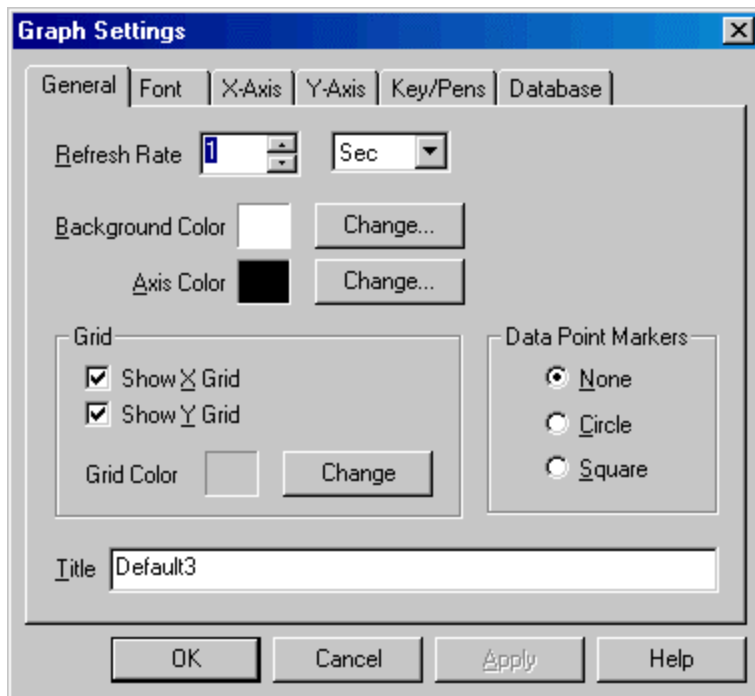 Graph Settings
General Font X-Axis Y-Axis Key/Pens Database
Refresh Rate 1 Sec
Background Color Change...
Axis Color Change...
Grid Data Point Markers
Show X Grid None
Show Y Grid Circle
Grid Color Change Square
Title Default3
OK Cancel Apply Help